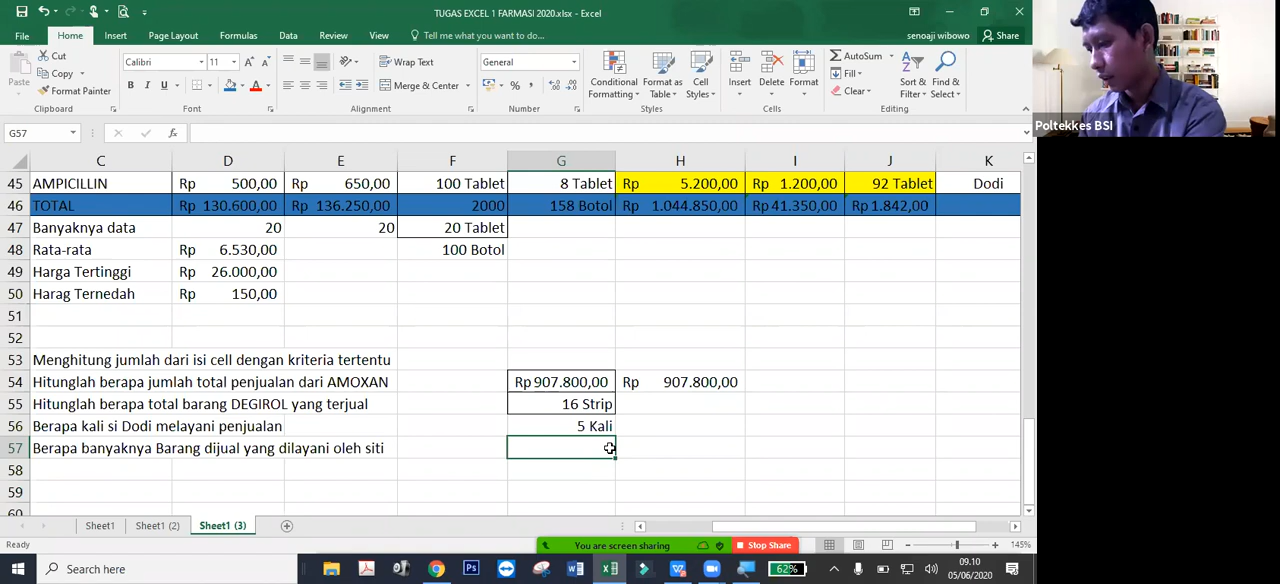 TUGAS EXCEL 1 FARMASI 2020.xlsx - Excel
File Home Insert Page Layout Formulas Data Review View Tell me what you want to do... senoaji wibowo Share
Paste Cut Copy Format Painter Clipboard
Calibri 11 B I U Font
Wrap Text Merge & Center Alignment
General % , Number
Conditional Formatting Format as Table Cell Styles Styles
Insert Delete Format Cells
AutoSum Fill Clear Sort & Filter Find & Select Editing
Poltekkes BSI
G57 fx
C D E F G H I J K
45 AMPICILLIN Rp 500,00 Rp 650,00 100 Tablet 8 Tablet Rp 5.200,00 Rp 1.200,00 92 Tablet Dodi
46 TOTAL Rp 130.600,00 Rp 136.250,00 2000 158 Botol Rp 1.044.850,00 Rp 41.350,00 Rp 1.842,00
47 Banyaknya data 20 20 20 Tablet
48 Rata-rata Rp 6.530,00 100 Botol
49 Harga Tertinggi Rp 26.000,00
50 Harag Ternedah Rp 150,00
51
52
53 Menghitung jumlah dari isi cell dengan kriteria tertentu
54 Hitunglah berapa jumlah total penjualan dari AMOXAN Rp 907.800,00 Rp 907.800,00
55 Hitunglah berapa total barang DEGIROL yang terjual 16 Strip
56 Berapa kali si Dodi melayani penjualan 5 Kali
57 Berapa banyaknya Barang dijual yang dilayani oleh siti
58
59
60
Sheet1 Sheet1 (2) Sheet1 (3)
Ready You are screen sharing Stop Share 145%
Search here 62% 09.10
05/06/2020